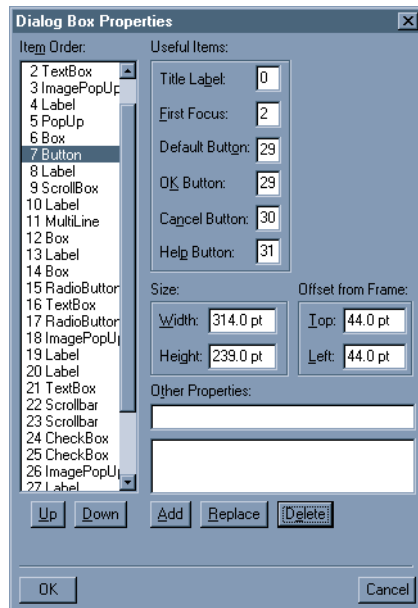 Dialog Box Properties
Item Order:
2 TextBox
3 ImagePopUp
4 Label
5 PopUp
6 Box
7 Button
8 Label
9 ScrollBox
10 Label
11 MultiLine
12 Box
13 Label
14 Box
15 RadioButton
16 TextBox
17 RadioButton
18 ImagePopU
19 Label
20 Label
21 TextBox
22 Scrollbar
23 Scrollbar
24 CheckBox
25 CheckBox
26 ImagePopU
27 Label
Up Down
Useful Items:
Title Label: 0
First Focus: 2
Default Button: 29
OK Button: 29
Cancel Button: 30
Help Button: 31
Size:
Width: 314.0 pt
Height: 239.0 pt
Offset from Frame:
Top: 44.0 pt
Left: 44.0 pt
Other Properties:
Add Replace Delete
OK Cancel